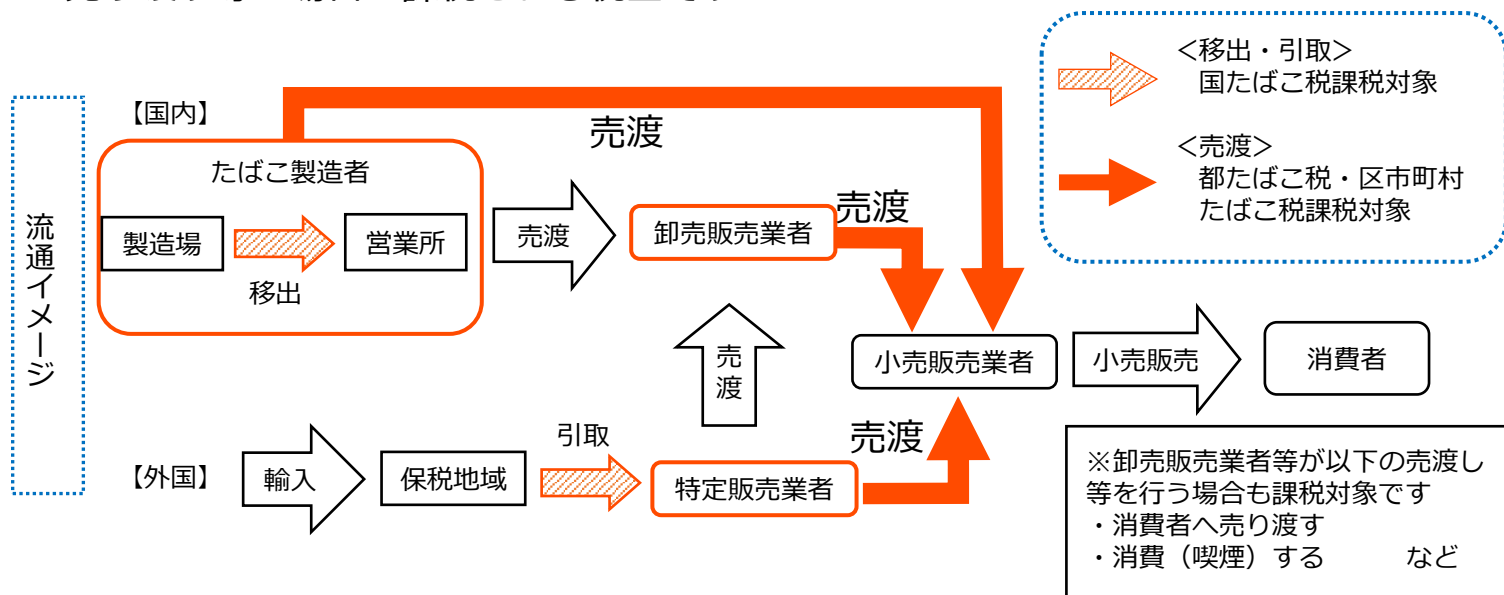 <移出・引取>
国たばこ税課税対象
<売渡>
都たばこ税・区市町村
たばこ税課税対象
流通イメージ
【国内】
売渡
たばこ製造者
製造場
移出
営業所
売渡
卸売販売業者
売渡
売渡
小売販売業者
小売販売
消費者
【外国】
輸入
保税地域
引取
特定販売業者
売渡
※卸売販売業者等が以下の売渡し
等を行う場合も課税対象です
・消費者へ売り渡す
・消費（喫煙）する など